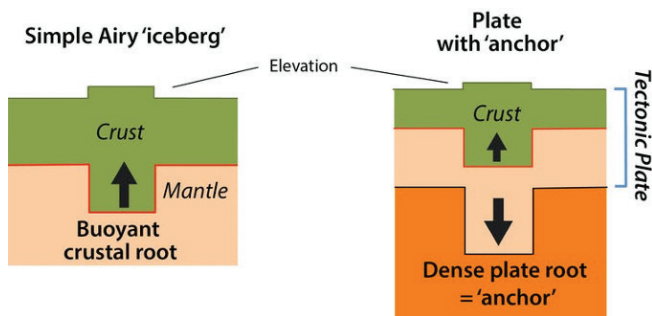 Simple Airy 'iceberg'
Elevation
Crust
Mantle
Buoyant
crustal root
Plate
with 'anchor'
Crust
Tectonic Plate
Dense plate root
= 'anchor'